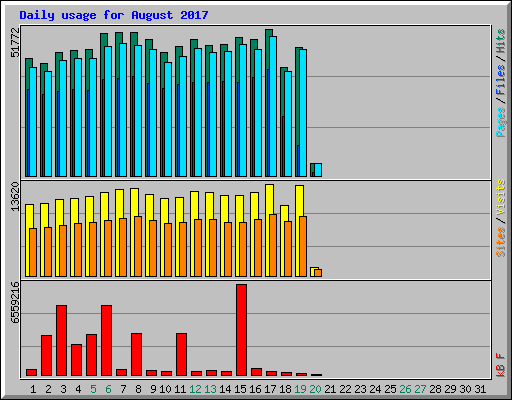 Daily usage for August 2017
51772
Pages / Files / Hits
13620
Sites / Visits
6559216
kB F
1 2 3 4 5 6 7 8 9 10 11 12 13 14 15 16 17 18 19 20 21 22 23 24 25 26 27 28 29 30 31